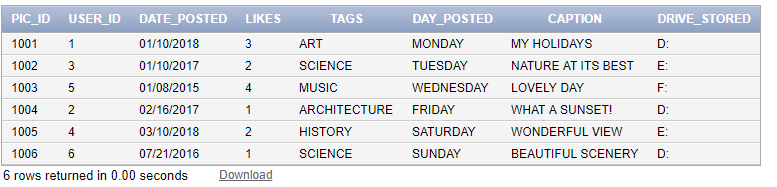 PIC_ID USER_ID DATE_POSTED LIKES TAGS DAY_POSTED CAPTION DRIVE_STORED
1001 1 01/10/2018 3 ART MONDAY MY HOLIDAYS D:
1002 3 01/10/2017 2 SCIENCE TUESDAY NATURE AT ITS BEST E:
1003 5 01/08/2015 4 MUSIC WEDNESDAY LOVELY DAY F:
1004 2 02/16/2017 1 ARCHITECTURE FRIDAY WHAT A SUNSET! D:
1005 4 03/10/2018 2 HISTORY SATURDAY WONDERFUL VIEW E:
1006 6 07/21/2016 1 SCIENCE SUNDAY BEAUTIFUL SCENERY D:
6 rows returned in 0.00 seconds Download